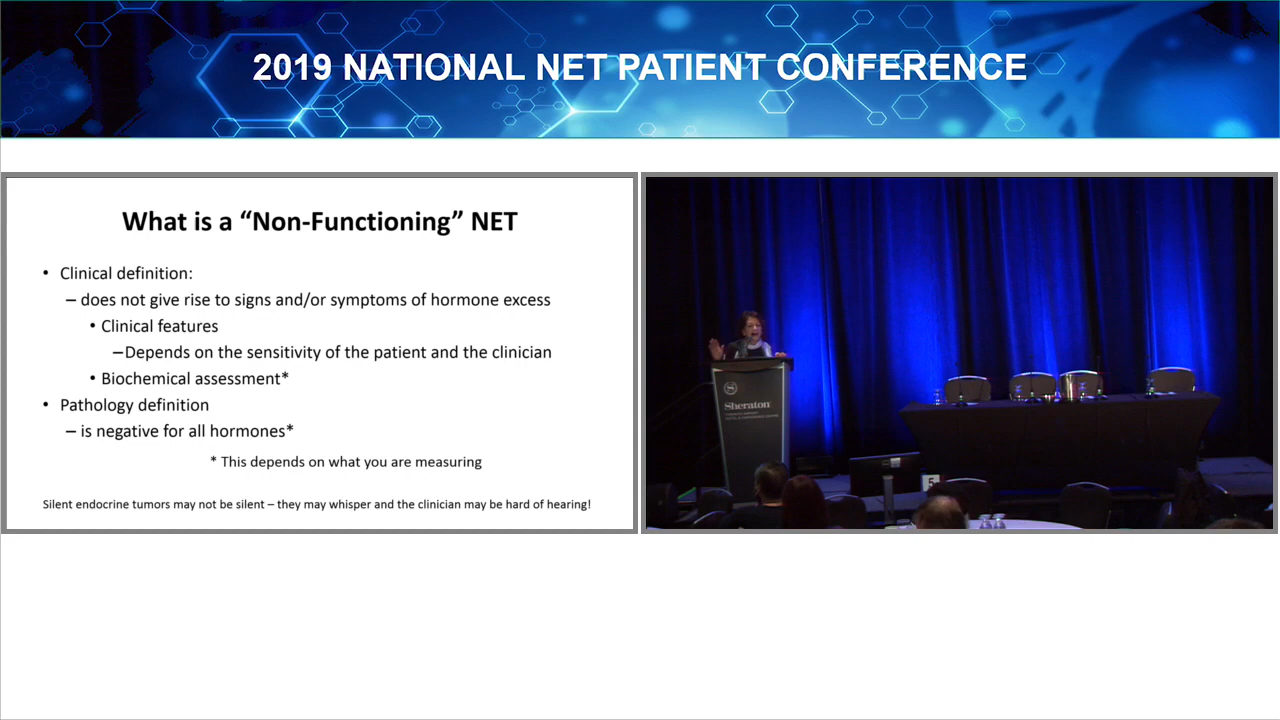 2019 NATIONAL NET PATIENT CONFERENCE
What is a “Non-Functioning” NET
• Clinical definition:
– does not give rise to signs and/or symptoms of hormone excess
• Clinical features
–Depends on the sensitivity of the patient and the clinician
• Biochemical assessment*
• Pathology definition
– is negative for all hormones*
* This depends on what you are measuring
Silent endocrine tumors may not be silent – they may whisper and the clinician may be hard of hearing!
Sheraton
5